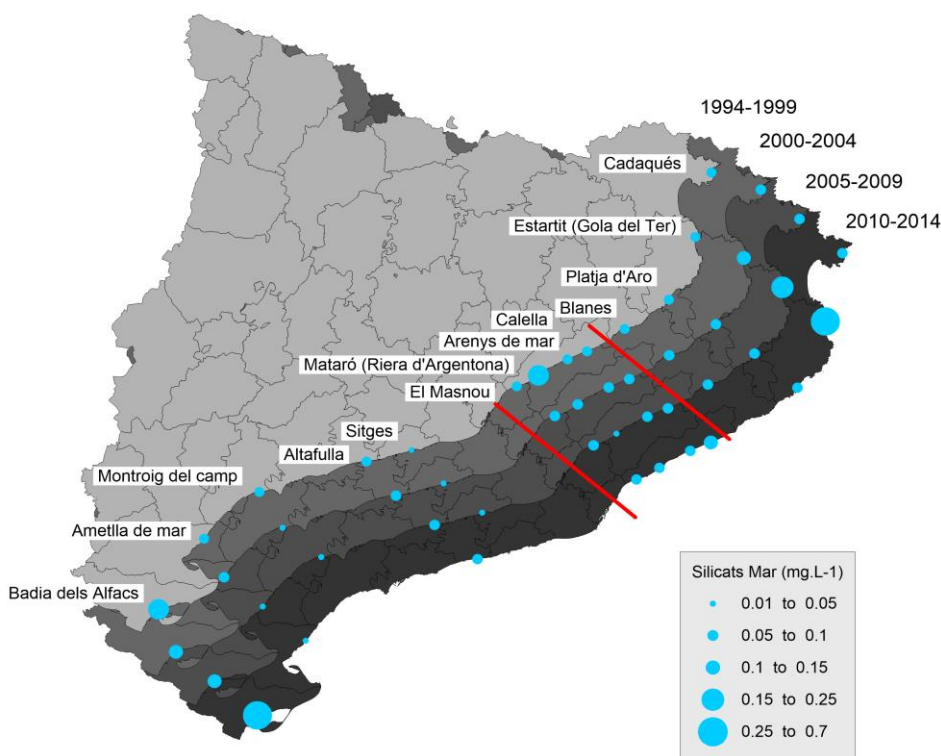 1994-1999
2000-2004
Cadaqués
2005-2009
2010-2014
Estartit (Gola del Ter)
Platja d'Aro
Blanes
Calella
Arenys de mar
Mataró (Riera d'Argentona)
El Masnou
Sitges
Altafulla
Montroig del camp
Ametlla de mar
Badia dels Alfacs
Silicats Mar (mg.L-1)
0.01 to 0.05
0.05 to 0.1
0.1 to 0.15
0.15 to 0.25
0.25 to 0.7